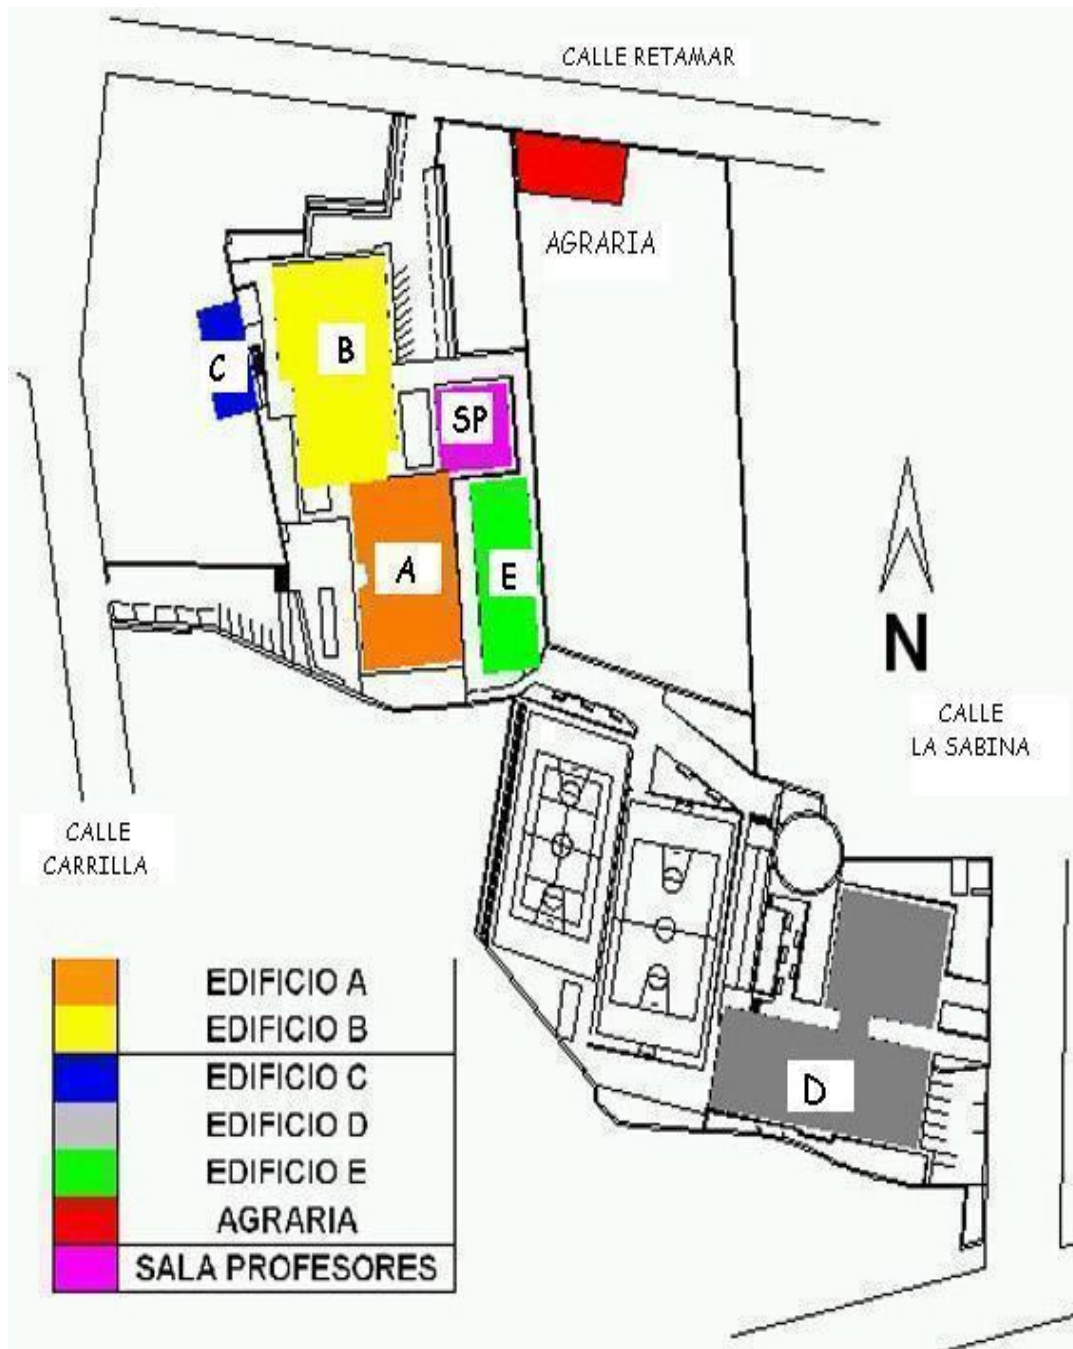 CALLE RETAMAR
AGRARIA
B
C
SP
A
E
N
CALLE
LA SABINA
CALLE
CARRILLA
D
EDIFICIO A
EDIFICIO B
EDIFICIO C
EDIFICIO D
EDIFICIO E
AGRARIA
SALA PROFESORES